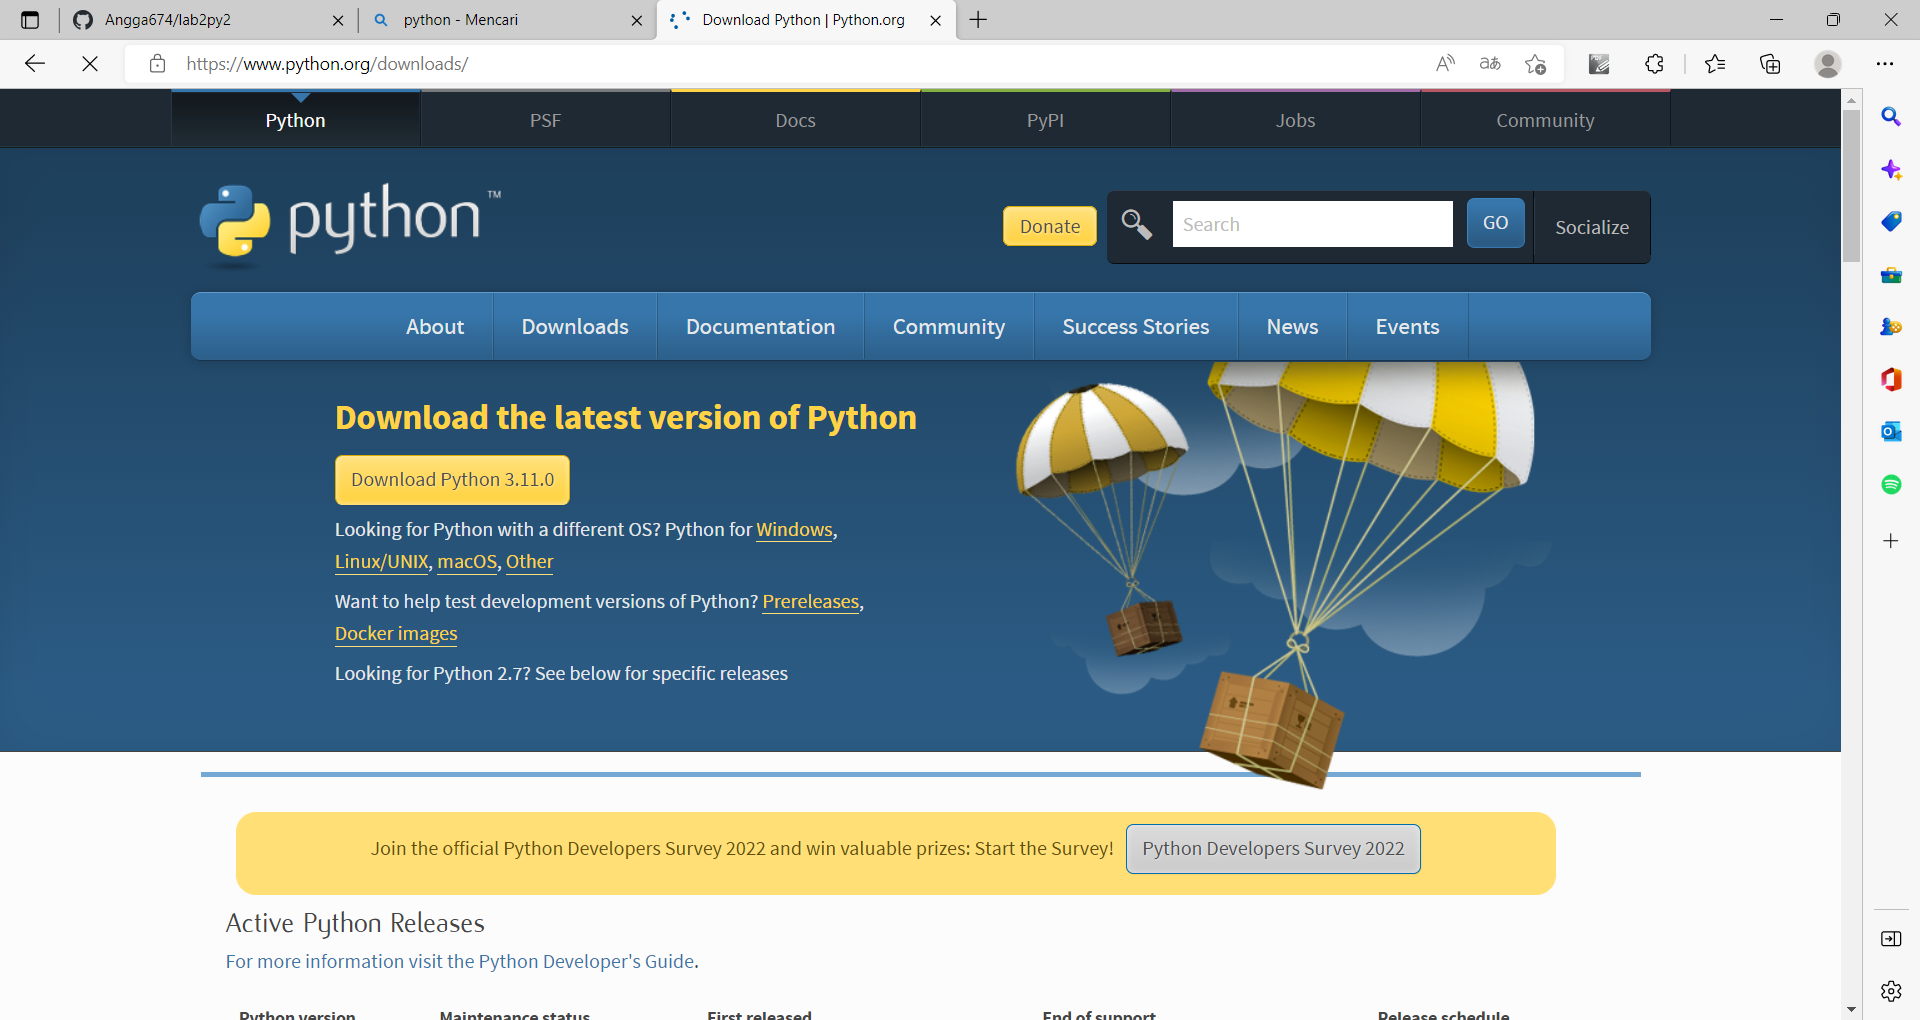 Angga674/lab2py2
python - Mencari
Download Python | Python.org
https://www.python.org/downloads/
Python
PSF
Docs
PyPI
Jobs
Community
python™
Donate
Search
GO
Socialize
About
Downloads
Documentation
Community
Success Stories
News
Events
Download the latest version of Python
Download Python 3.11.0
Looking for Python with a different OS? Python for Windows,
Linux/UNIX, macOS, Other
Want to help test development versions of Python? Prereleases,
Docker images
Looking for Python 2.7? See below for specific releases
Join the official Python Developers Survey 2022 and win valuable prizes: Start the Survey!
Python Developers Survey 2022
Active Python Releases
For more information visit the Python Developer's Guide.
Python version
Maintenance status
First released
End of support
Release schedule